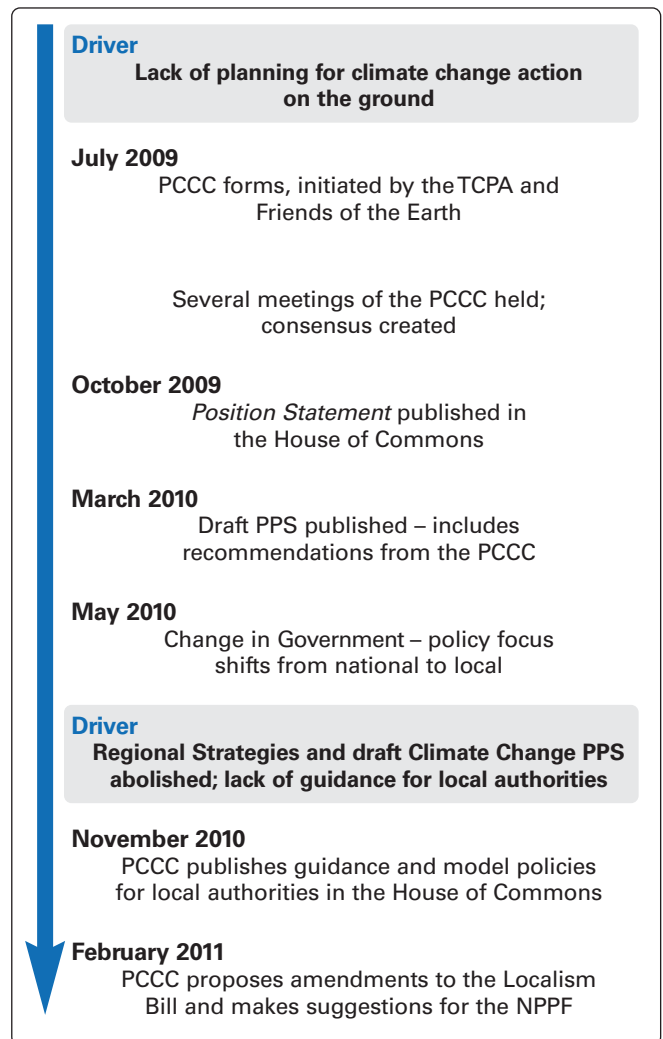 Driver
Lack of planning for climate change action
on the ground
July 2009
PCCC forms, initiated by the TCPA and
Friends of the Earth
Several meetings of the PCCC held;
consensus created
October 2009
Position Statement published in
the House of Commons
March 2010
Draft PPS published – includes
recommendations from the PCCC
May 2010
Change in Government – policy focus
shifts from national to local
Driver
Regional Strategies and draft Climate Change PPS
abolished; lack of guidance for local authorities
November 2010
PCCC publishes guidance and model policies
for local authorities in the House of Commons
February 2011
PCCC proposes amendments to the Localism
Bill and makes suggestions for the NPPF